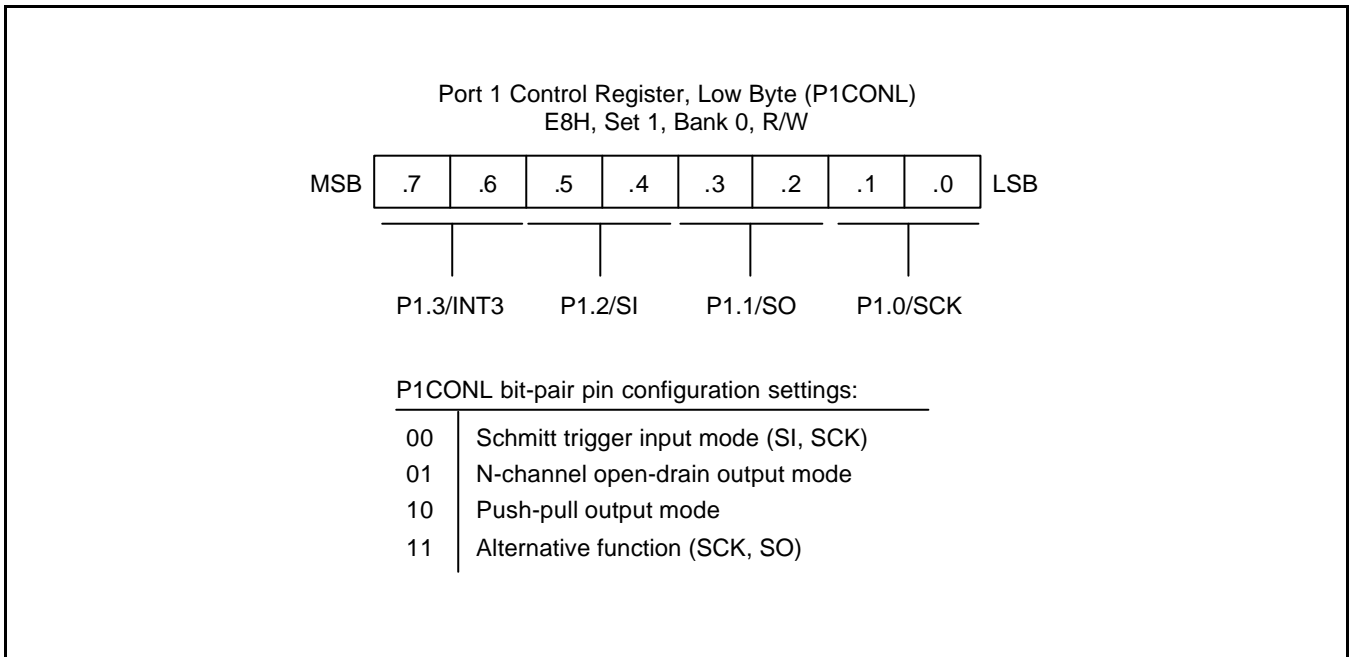 Port 1 Control Register, Low Byte (P1CONL)
E8H, Set 1, Bank 0, R/W
MSB .7 .6 .5 .4 .3 .2 .1 .0 LSB
P1.3/INT3 P1.2/SI P1.1/SO P1.0/SCK
P1CONL bit-pair pin configuration settings:
00 Schmitt trigger input mode (SI, SCK)
01 N-channel open-drain output mode
10 Push-pull output mode
11 Alternative function (SCK, SO)